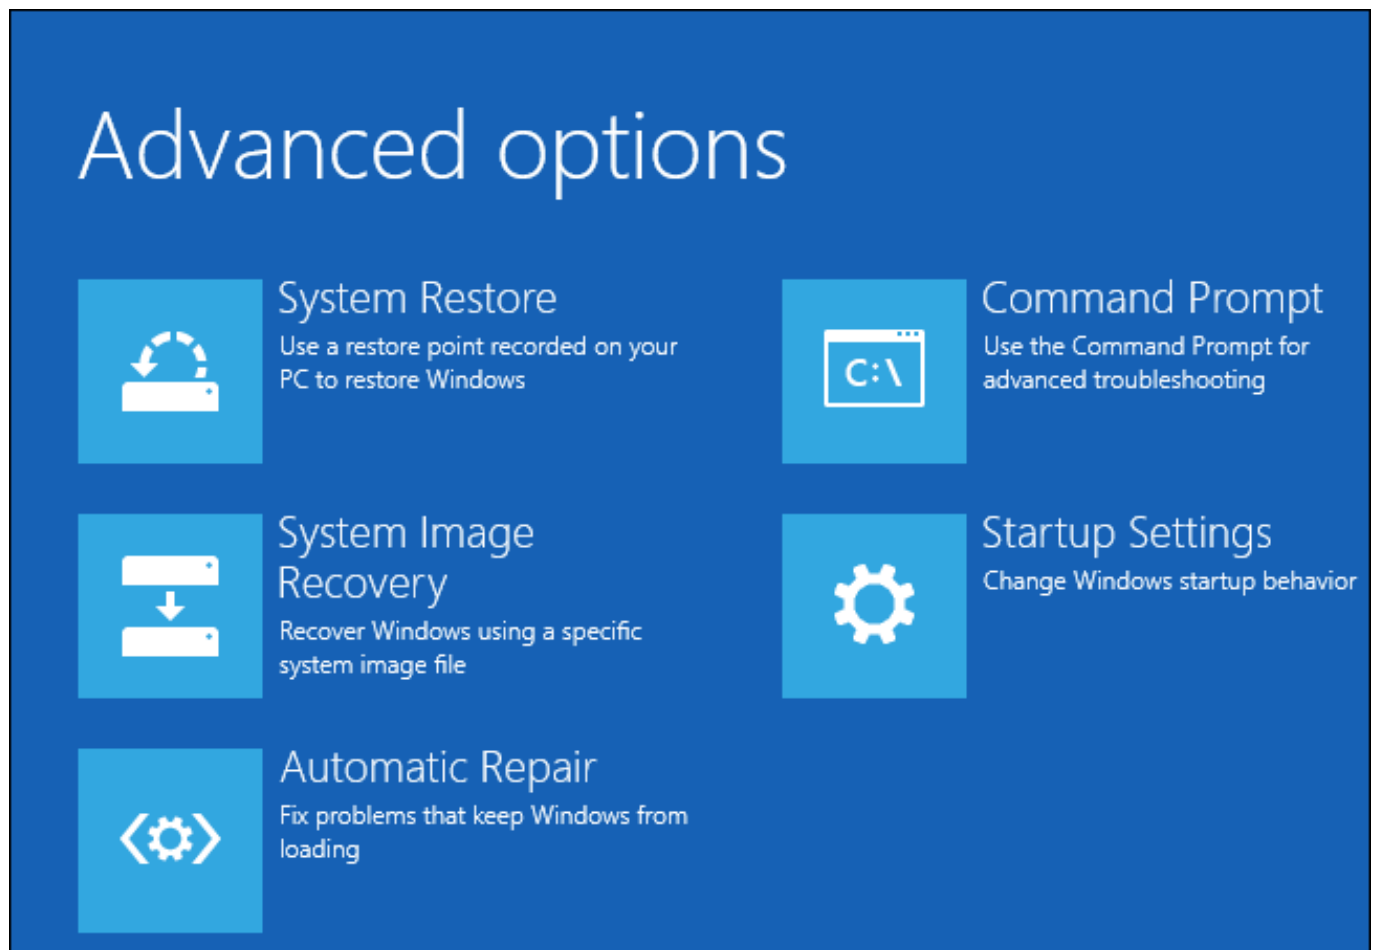 Advanced options
System Restore
Use a restore point recorded on your
PC to restore Windows
System Image
Recovery
Recover Windows using a specific
system image file
Automatic Repair
Fix problems that keep Windows from
loading
C:\
Command Prompt
Use the Command Prompt for
advanced troubleshooting
Startup Settings
Change Windows startup behavior